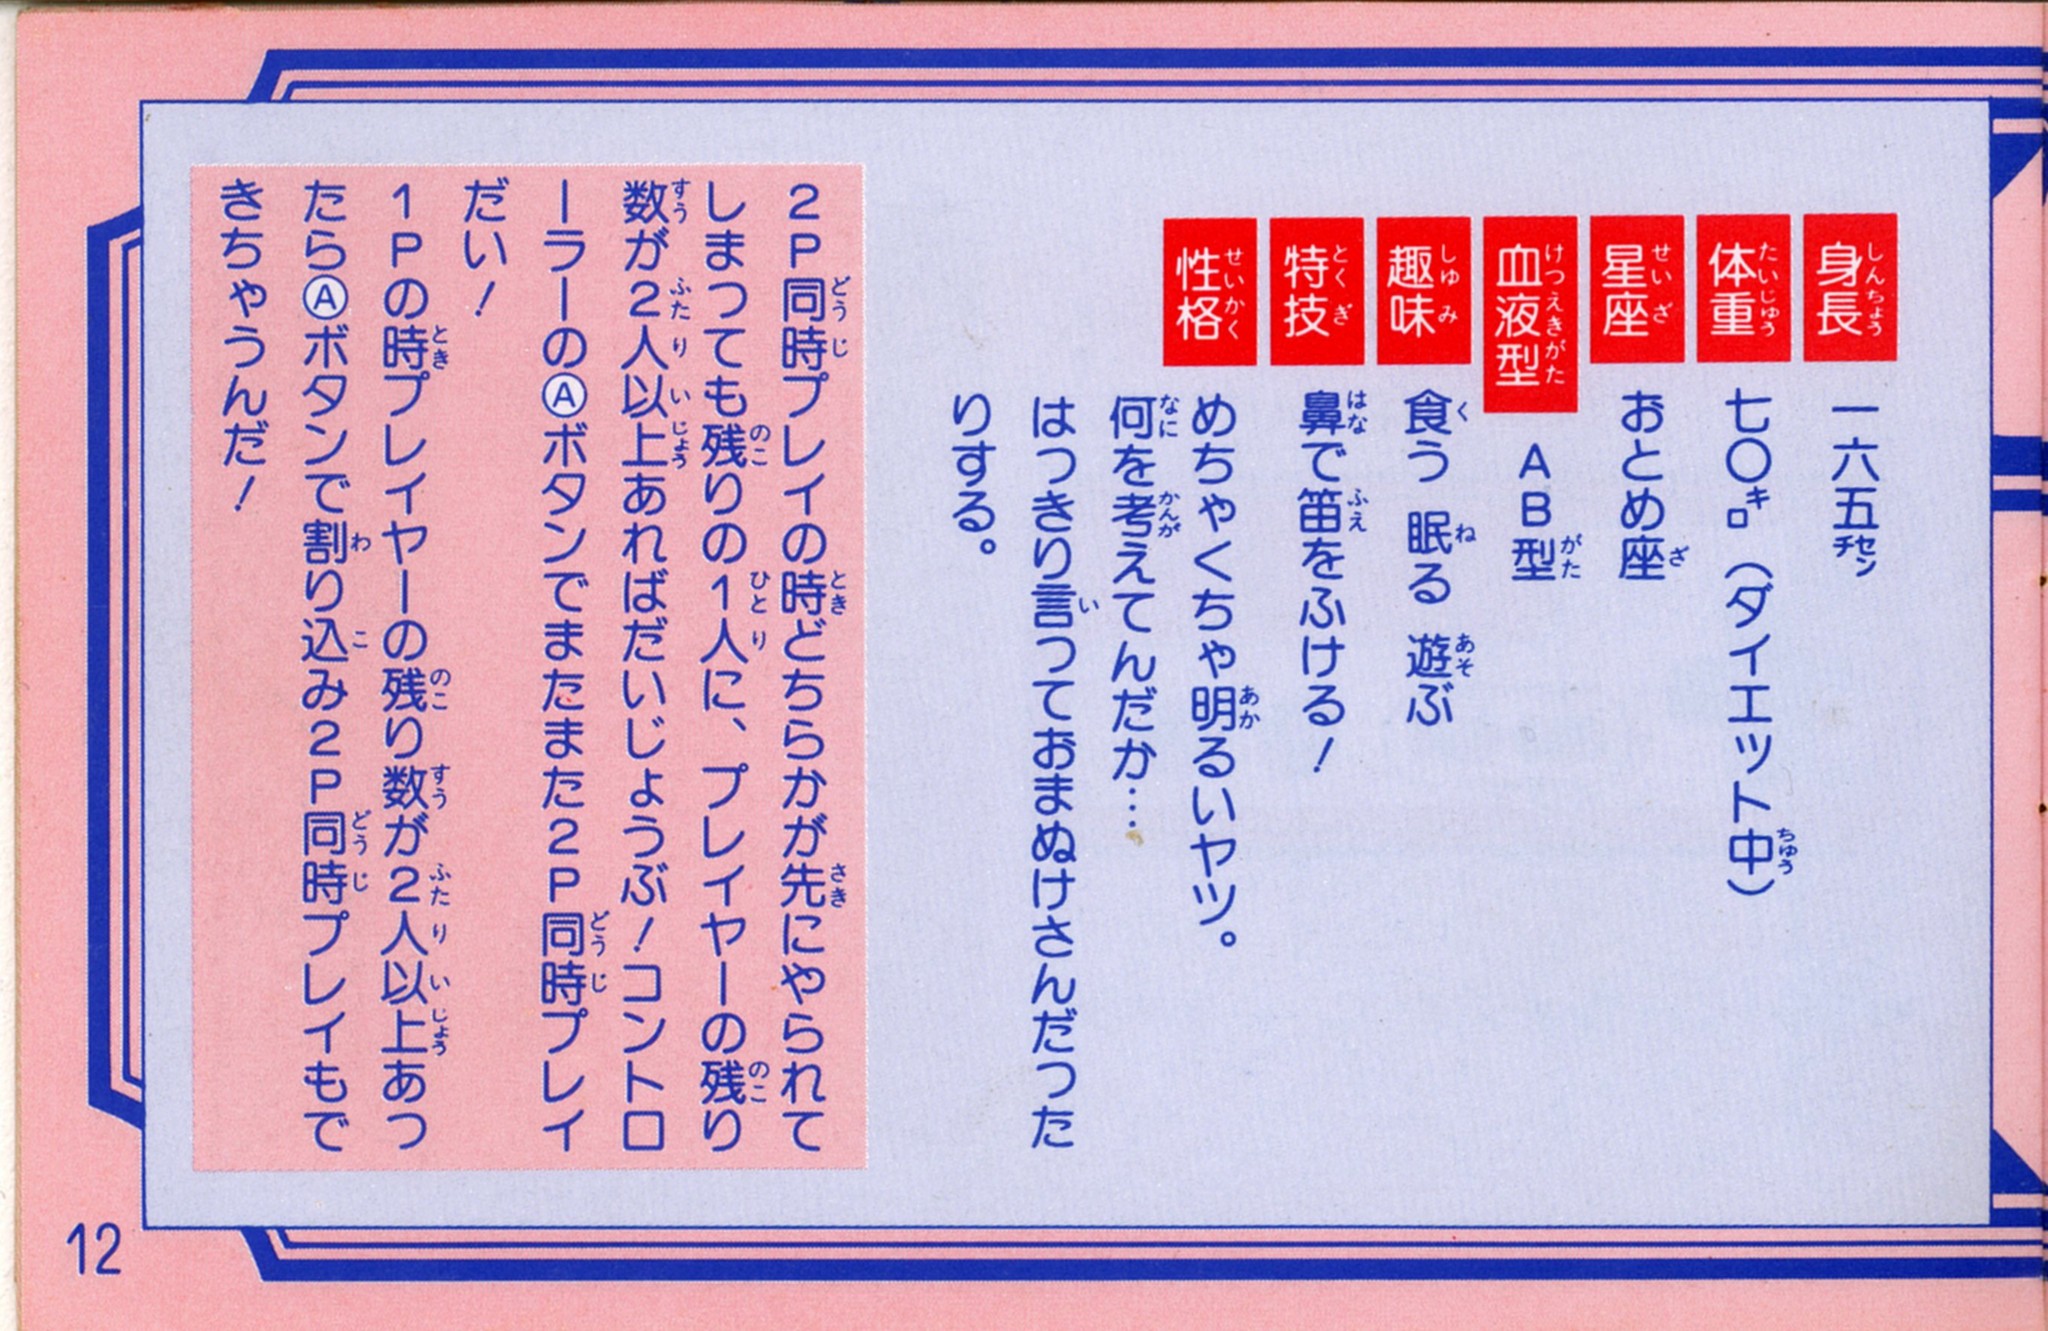 身長 一六五センチ
体重 七〇キロ(ダイエット中)
星座 おとめ座
血液型 AB型
趣味 食う 眠る 遊ぶ
特技 鼻で笛をふける!
性格 めちゃくちゃ明るいヤツ。
何を考えてんだか…
はっきり言っておまぬけさんだった
りする。
2P同時プレイの時どちらかが先にやられて
しまっても残りの1人に、プレイヤーの残り
数が2人以上あればだいじょうぶ!コントロ
ーラーのⒶボタンでまたまた2P同時プレイ
だい!
1Pの時プレイヤーの残り数が2人以上あっ
たらⒶボタンで割り込み2P同時プレイもで
きちゃうんだ!
12